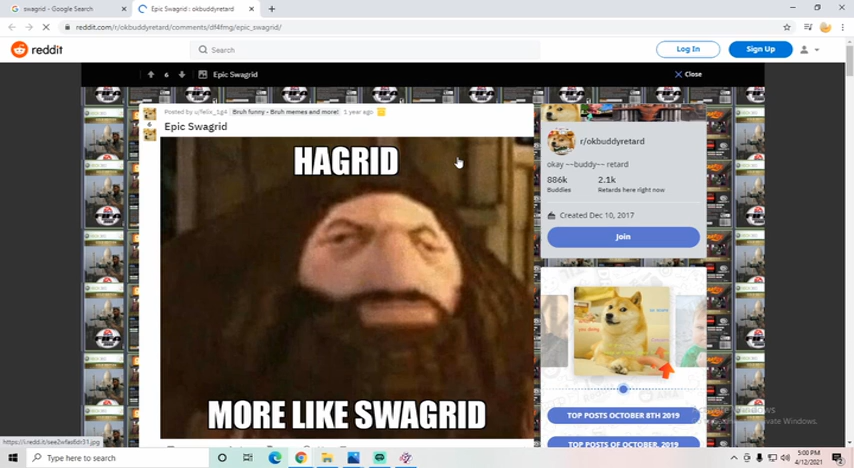 swagrid - Google Search
Epic Swagrid : okbuddyretard
reddit.com/r/okbuddyretard/comments/df4fmg/epic_swagrid/
reddit
Search
Log In
Sign Up
6
Epic Swagrid
Close
Posted by u/felix_1g4 Bruh funny - Bruh memes and more! 1 year ago
6
Epic Swagrid
HAGRID
MORE LIKE SWAGRID
r/okbuddyretard
okay ~~buddy~~ retard
886k
2.1k
Buddies
Retards here right now
Created Dec 10, 2017
Join
TOP POSTS OCTOBER 8TH 2019
TOP POSTS OF OCTOBER, 2019
https://i.redd.it/see2wfas6dr31.jpg
Type here to search
5:00 PM
4/12/2021